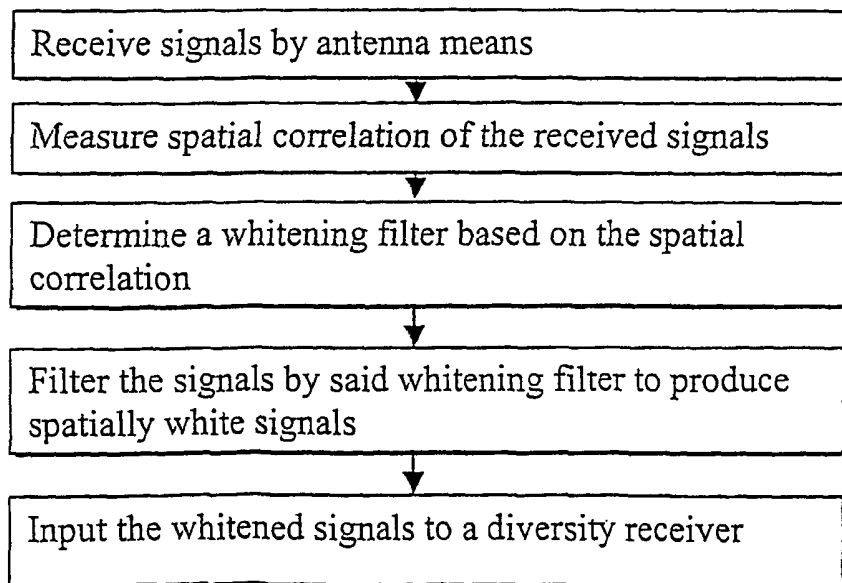 Receive signals by antenna means
Measure spatial correlation of the received signals
Determine a whitening filter based on the spatial
correlation
Filter the signals by said whitening filter to produce
spatially white signals
Input the whitened signals to a diversity receiver